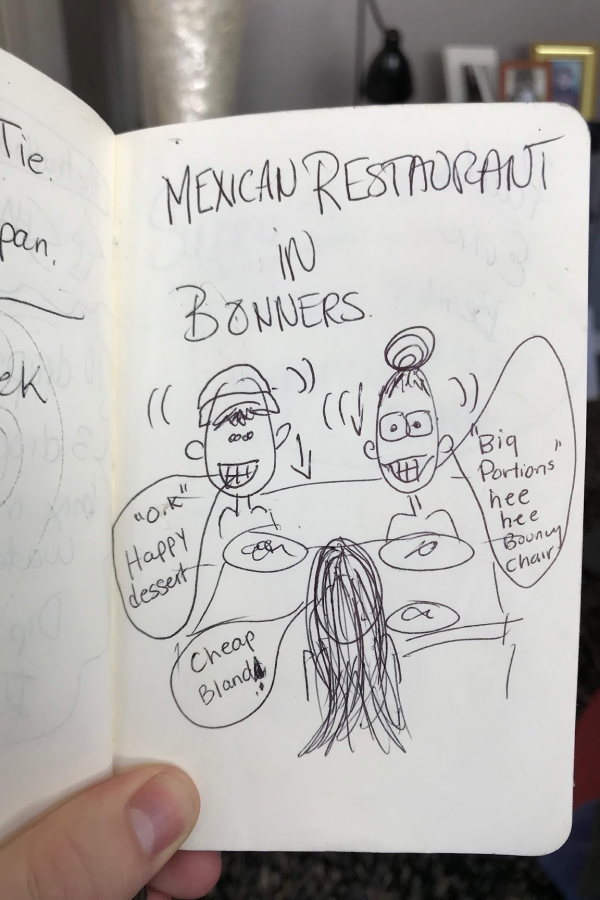 Tie.
pan.
ek
MEXICAN RESTAURANT
IN
BONNERS.
"O.K"
Happy
dessert
"Big
Portions"
hee
hee
Bouncy
chair
Cheap
Bland!